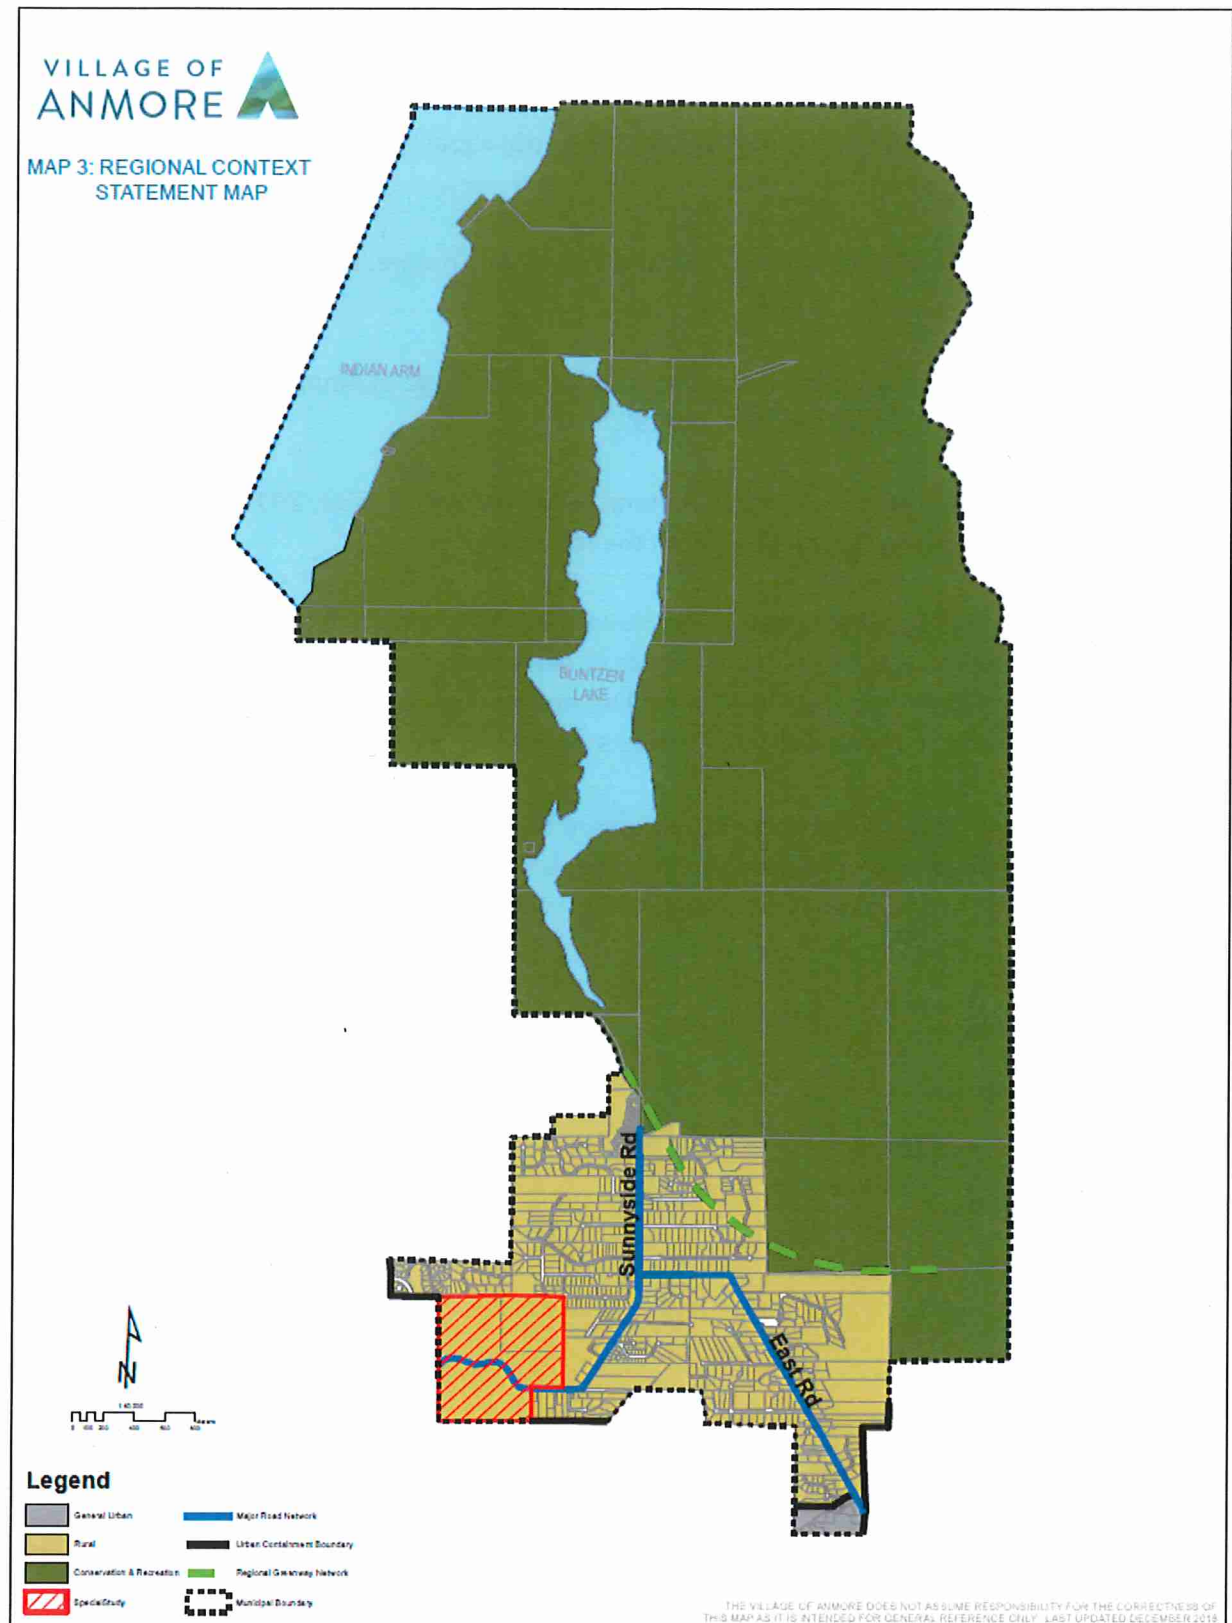 VILLAGE OF
ANMORE
MAP 3: REGIONAL CONTEXT
STATEMENT MAP
INDIAN ARM
BUNTZEN
LAKE
Sunnyside Rd
East Rd
N
Legend
General Urban
Rural
Conservation & Recreation
Special Study
Major Road Network
Urban Containment Boundary
Regional Greenway Network
Municipal Boundary
THE VILLAGE OF ANMORE DOES NOT ASSUME RESPONSIBILITY FOR THE CORRECTNESS OF
THIS MAP AS IT IS INTENDED FOR GENERAL REFERENCE ONLY. LAST UPDATED DECEMBER